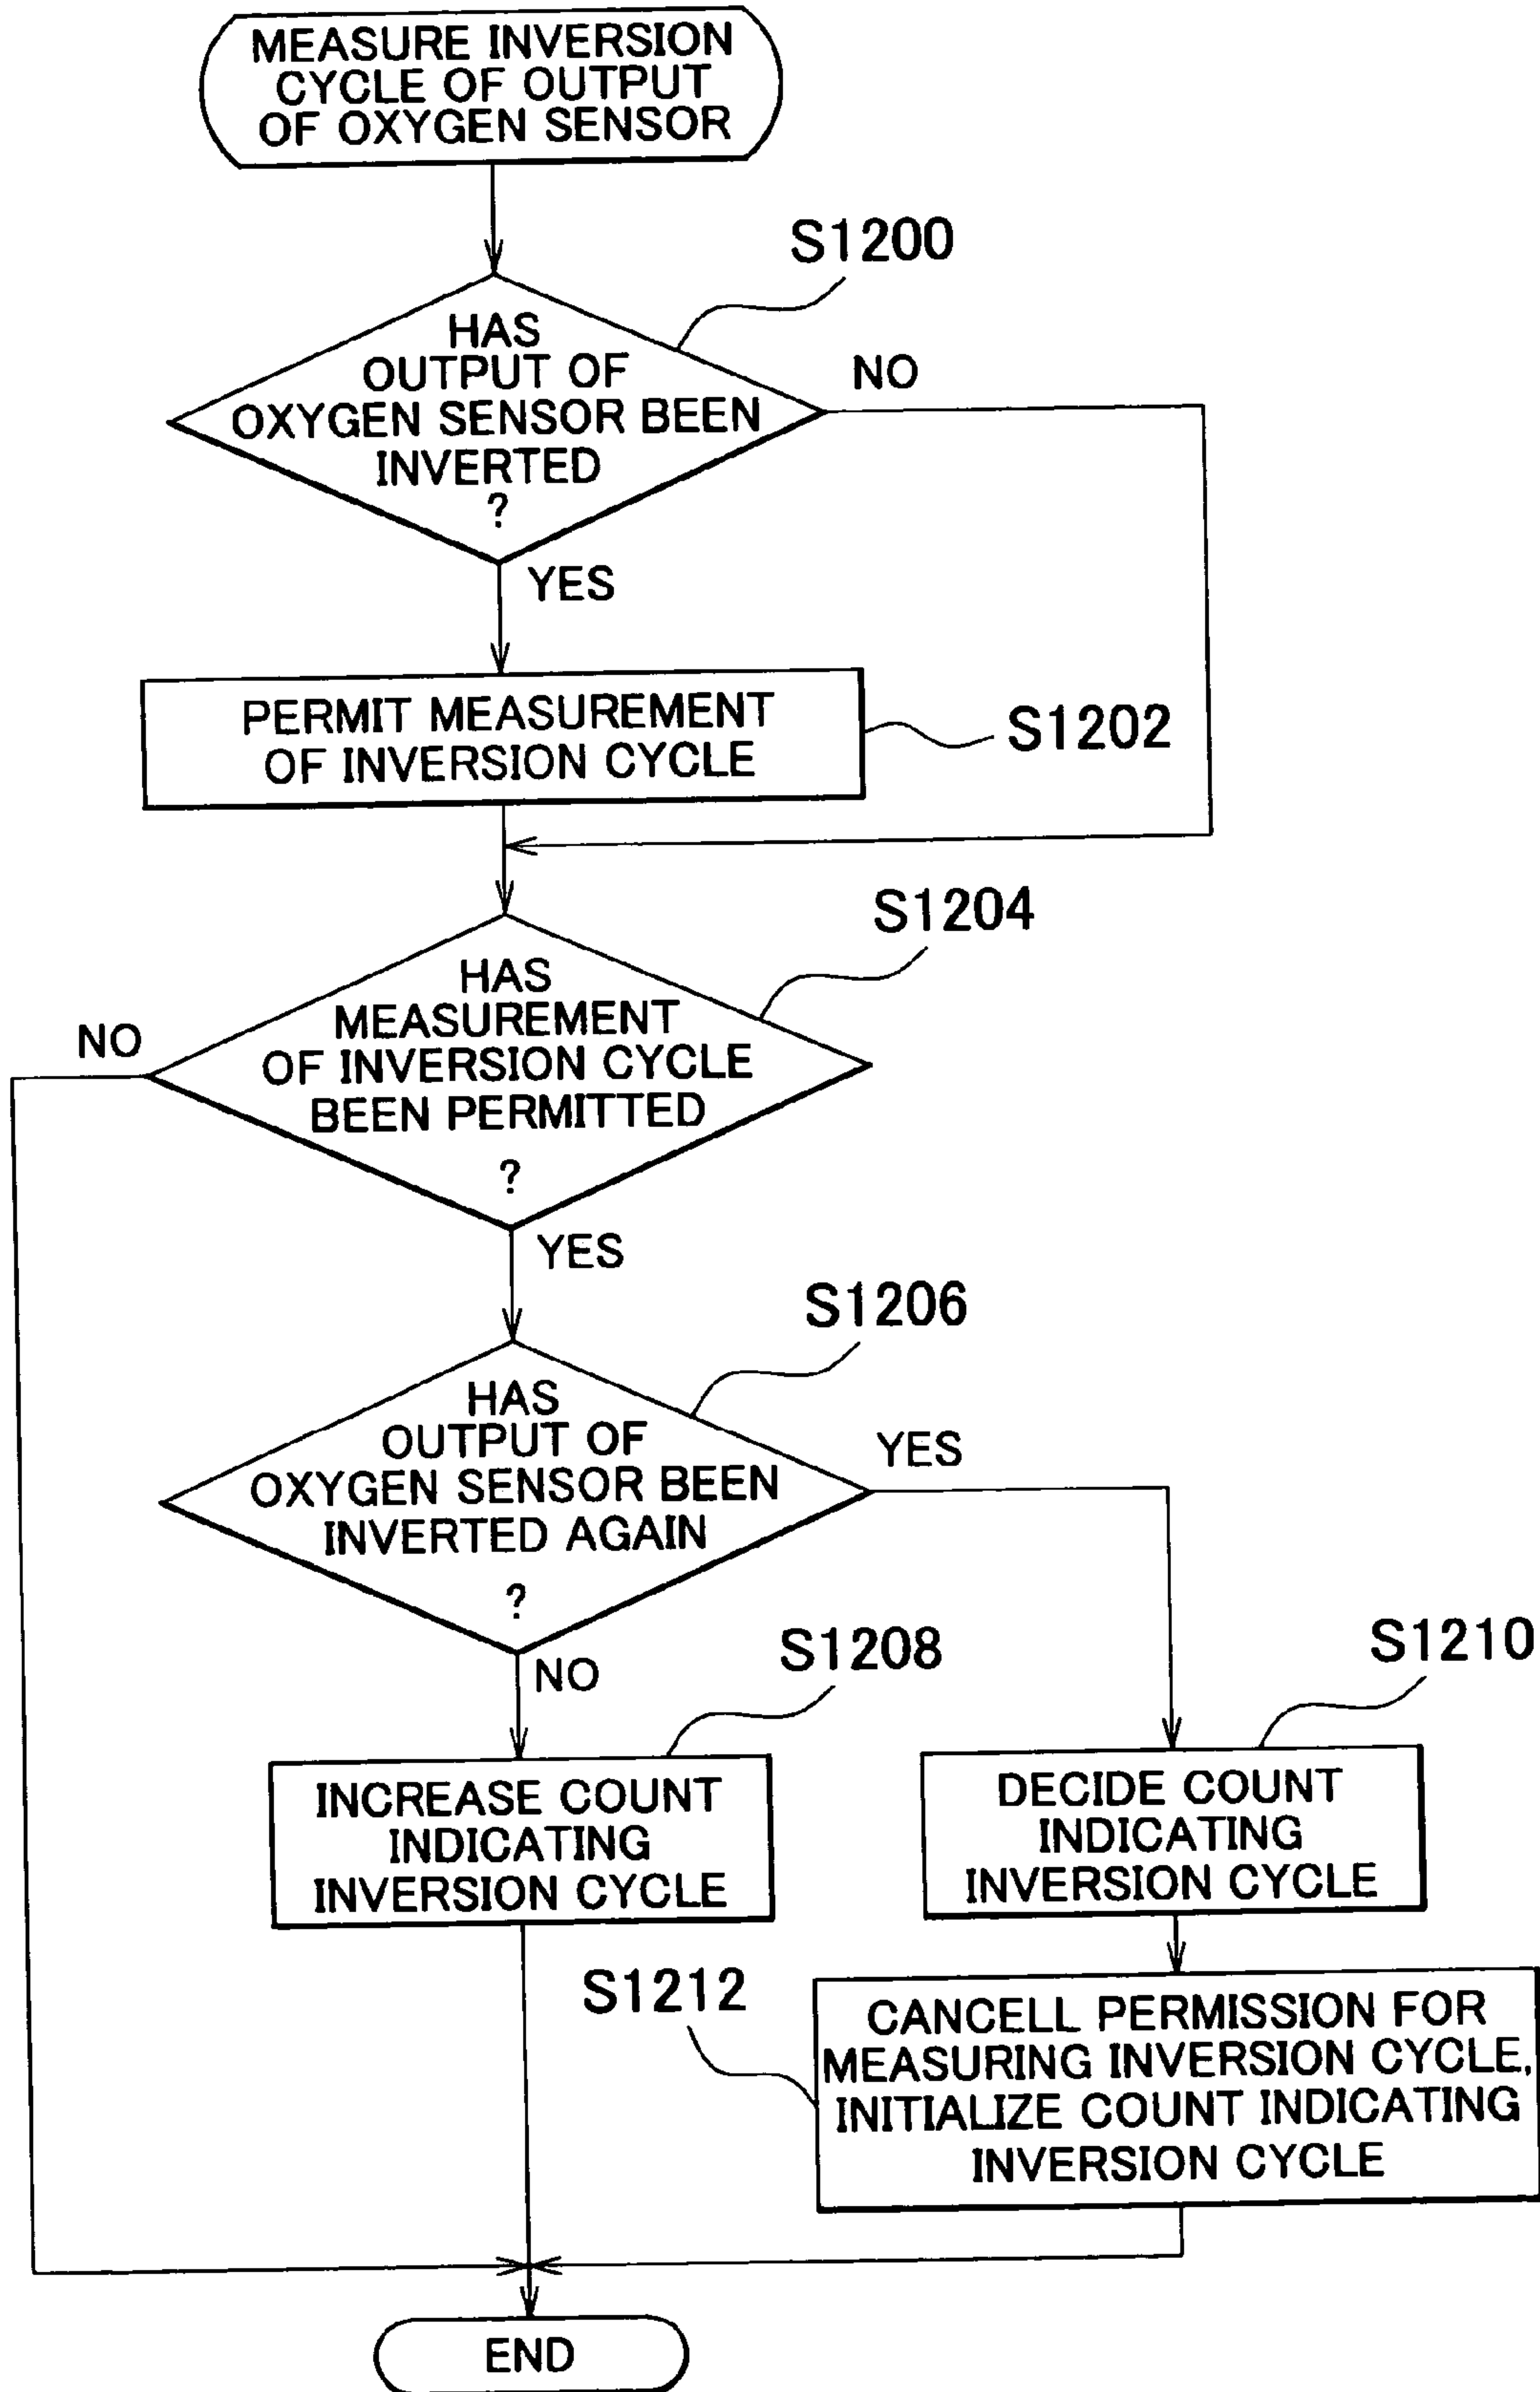 MEASURE INVERSION
CYCLE OF OUTPUT
OF OXYGEN SENSOR
S1200
HAS
OUTPUT OF
OXYGEN SENSOR BEEN
INVERTED
?
NO
YES
PERMIT MEASUREMENT
OF INVERSION CYCLE
S1202
S1204
HAS
MEASUREMENT
OF INVERSION CYCLE
BEEN PERMITTED
?
NO
YES
S1206
HAS
OUTPUT OF
OXYGEN SENSOR BEEN
INVERTED AGAIN
?
YES
NO
S1208
S1210
INCREASE COUNT
INDICATING
INVERSION CYCLE
DECIDE COUNT
INDICATING
INVERSION CYCLE
S1212
CANCELL PERMISSION FOR
MEASURING INVERSION CYCLE,
INITIALIZE COUNT INDICATING
INVERSION CYCLE
END